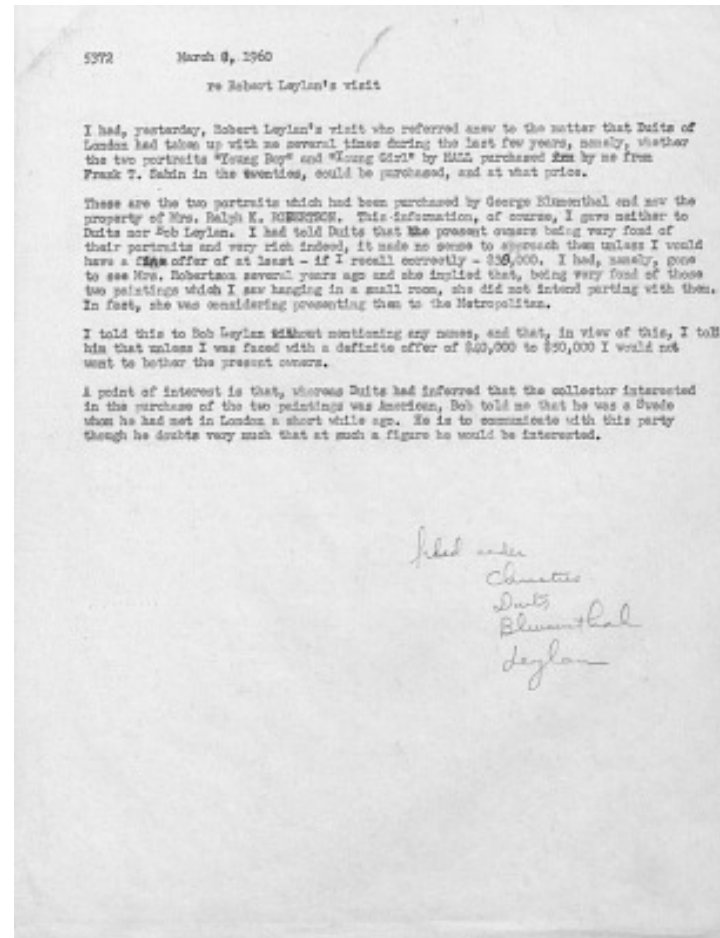 5372 March 8, 1960
re Robert Leylan's visit
I had, yesterday, Robert Leylan's visit who referred anew to the matter that Duits of
London had taken up with me several times during the last few years, namely, whether
the two portraits "Young Boy" and "Young Girl" by HALL purchased by me from
Frank T. Sabin in the twenties, could be purchased, and at what price.
These are the two portraits which had been purchased by George Blumenthal and now the
property of Mrs. Ralph K. ROBERTSON. This information, of course, I gave neither to
Duits nor Bob Leylan. I had told Duits that the present owners being very fond of
their portraits and very rich indeed, it made no sense to approach them unless I would
have a offer of at least - if I recall correctly - I had, namely, gone
to see Mrs. Robertson several years ago and she implied that, being very fond of those
two paintings which I saw hanging in a small room, she did not intend parting with them.
In fact, she was considering presenting them to the Metropolitan.
I told this to Bob Leylan without mentioning any names, and that, in view of this, I told
him that unless I was faced with a definite offer of $40,000 to $50,000 I would not
want to bother the present owners.
A point of interest is that, whereas Duits had inferred that the collector interested
in the purchase of the two paintings was American, Bob told me that he was a Swede
whom he had met in London a short while ago. He is to communicate with this party
though he doubts very much that at such a figure he would be interested.
filed under
Christies
Duits
Blumenthal
Leylan